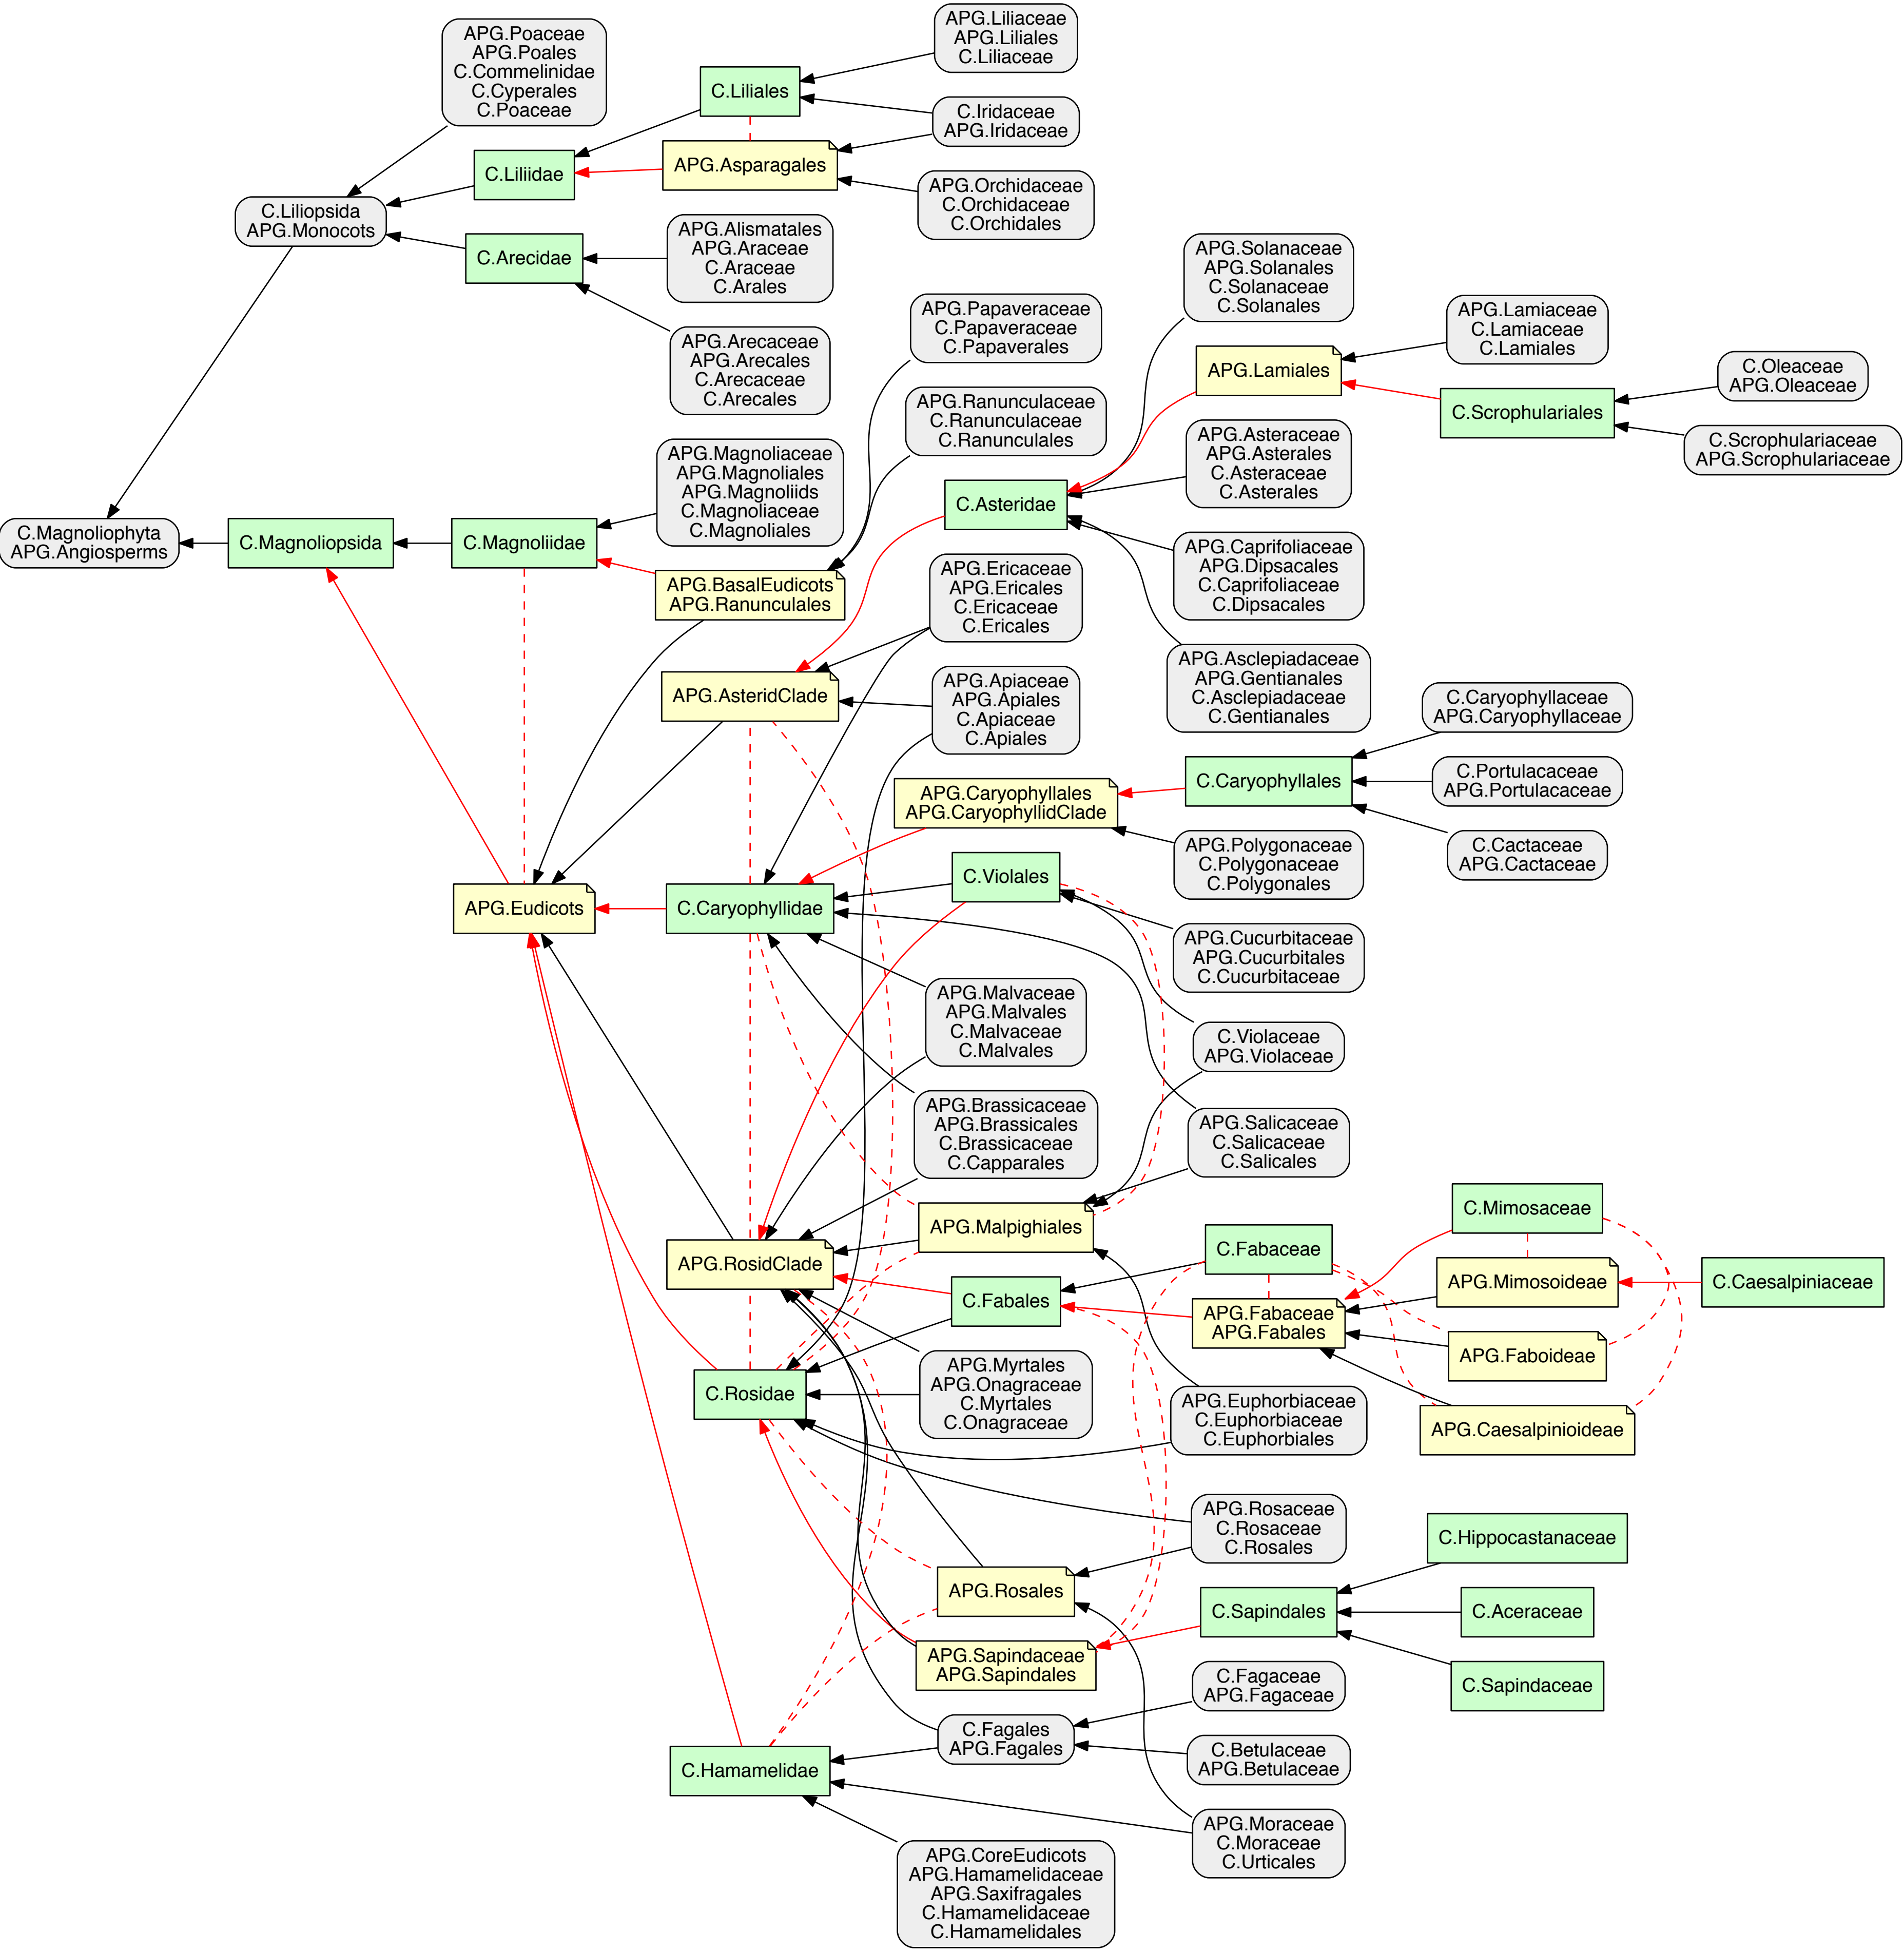 APG.Poaceae
APG.Poales
C.Commelinidae
C.Cyperales
C.Poaceae
C.Liliales
APG.Liliaceae
APG.Liliales
C.Liliaceae
C.Iridaceae
APG.Iridaceae
C.Liliidae
APG.Asparagales
APG.Orchidaceae
C.Orchidaceae
C.Orchidales
C.Liliopsida
APG.Monocots
C.Arecidae
APG.Alismatales
APG.Araceae
C.Araceae
C.Arales
APG.Arecaceae
APG.Arecales
C.Arecaceae
C.Arecales
APG.Papaveraceae
C.Papaveraceae
C.Papaverales
APG.Ranunculaceae
C.Ranunculaceae
C.Ranunculales
APG.Solanaceae
APG.Solanales
C.Solanaceae
C.Solanales
APG.Lamiales
APG.Lamiaceae
C.Lamiaceae
C.Lamiales
C.Scrophulariales
C.Oleaceae
APG.Oleaceae
C.Scrophulariaceae
APG.Scrophulariaceae
APG.Asteraceae
APG.Asterales
C.Asteraceae
C.Asterales
C.Asteridae
APG.Magnoliaceae
APG.Magnoliales
APG.Magnoliids
C.Magnoliaceae
C.Magnoliales
C.Magnoliophyta
APG.Angiosperms
C.Magnoliopsida
C.Magnoliidae
APG.BasalEudicots
APG.Ranunculales
APG.Ericaceae
APG.Ericales
C.Ericaceae
C.Ericales
APG.Caprifoliaceae
APG.Dipsacales
C.Caprifoliaceae
C.Dipsacales
APG.Asclepiadaceae
APG.Gentianales
C.Asclepiadaceae
C.Gentianales
APG.AsteridClade
APG.Apiaceae
APG.Apiales
C.Apiaceae
C.Apiales
C.Caryophyllaceae
APG.Caryophyllaceae
C.Caryophyllales
C.Portulacaceae
APG.Portulacaceae
C.Cactaceae
APG.Cactaceae
APG.Caryophyllales
APG.CaryophyllidClade
APG.Polygonaceae
C.Polygonaceae
C.Polygonales
C.Violales
APG.Eudicots
C.Caryophyllidae
APG.Cucurbitaceae
APG.Cucurbitales
C.Cucurbitaceae
APG.Malvaceae
APG.Malvales
C.Malvaceae
C.Malvales
C.Violaceae
APG.Violaceae
APG.Brassicaceae
APG.Brassicales
C.Brassicaceae
C.Capparales
APG.Salicaceae
C.Salicaceae
C.Salicales
APG.Malpighiales
APG.RosidClade
C.Fabaceae
C.Mimosaceae
APG.Mimosoideae
C.Caesalpiniaceae
C.Fabales
APG.Fabaceae
APG.Fabales
APG.Faboideae
APG.Caesalpinioideae
C.Rosidae
APG.Myrtales
APG.Onagraceae
C.Myrtales
C.Onagraceae
APG.Euphorbiaceae
C.Euphorbiaceae
C.Euphorbiales
APG.Rosaceae
C.Rosaceae
C.Rosales
C.Hippocastanaceae
APG.Rosales
C.Sapindales
C.Aceraceae
APG.Sapindaceae
APG.Sapindales
C.Sapindaceae
C.Fagaceae
APG.Fagaceae
C.Fagales
APG.Fagales
C.Betulaceae
APG.Betulaceae
C.Hamamelidae
APG.Moraceae
C.Moraceae
C.Urticales
APG.CoreEudicots
APG.Hamamelidaceae
APG.Saxifragales
C.Hamamelidaceae
C.Hamamelidales